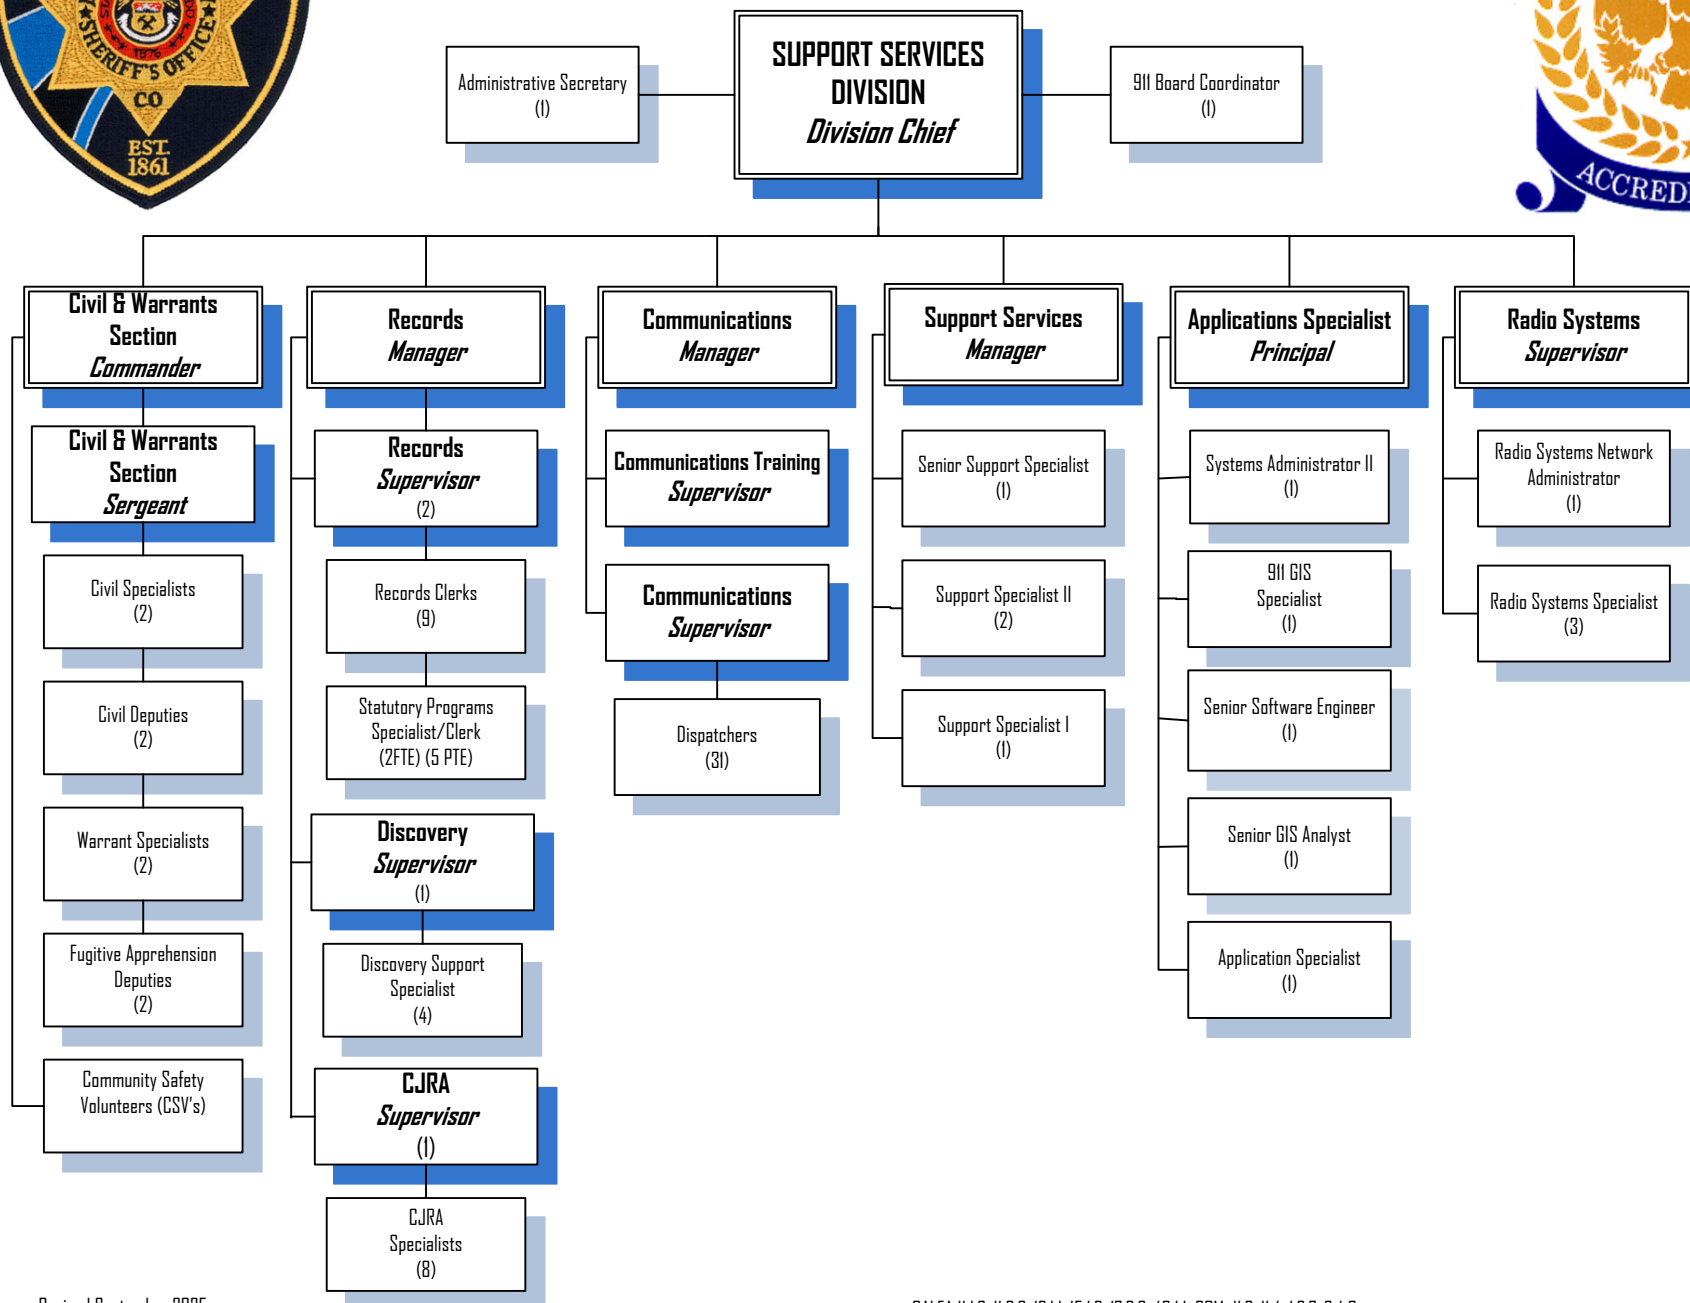 SHERIFF'S OFFICE
1876
CO
EST.
1861
ACCREDI
SUPPORT SERVICES
DIVISION
Division Chief
Administrative Secretary
(1)
911 Board Coordinator
(1)
Civil & Warrants
Section
Commander
Civil & Warrants
Section
Sergeant
Civil Specialists
(2)
Civil Deputies
(2)
Warrant Specialists
(2)
Fugitive Apprehension
Deputies
(2)
Community Safety
Volunteers (CSV's)
Records
Manager
Records
Supervisor
(2)
Records Clerks
(9)
Statutory Programs
Specialist/Clerk
(2FTE) (5 PTE)
Discovery
Supervisor
(1)
Discovery Support
Specialist
(4)
CJRA
Supervisor
(1)
CJRA
Specialists
(8)
Communications
Manager
Communications Training
Supervisor
Communications
Supervisor
Dispatchers
(31)
Support Services
Manager
Senior Support Specialist
(1)
Support Specialist II
(2)
Support Specialist I
(1)
Applications Specialist
Principal
Systems Administrator II
(1)
911 GIS
Specialist
(1)
Senior Software Engineer
(1)
Senior GIS Analyst
(1)
Application Specialist
(1)
Radio Systems
Supervisor
Radio Systems Network
Administrator
(1)
Radio Systems Specialist
(3)